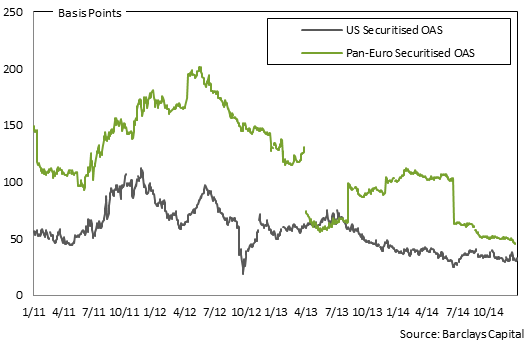 Basis Points
US Securitised OAS
Pan-Euro Securitised OAS
250
200
150
100
50
0
1/11 4/11 7/11 10/11 1/12 4/12 7/12 10/12 1/13 4/13 7/13 10/13 1/14 4/14 7/14 10/14
Source: Barclays Capital